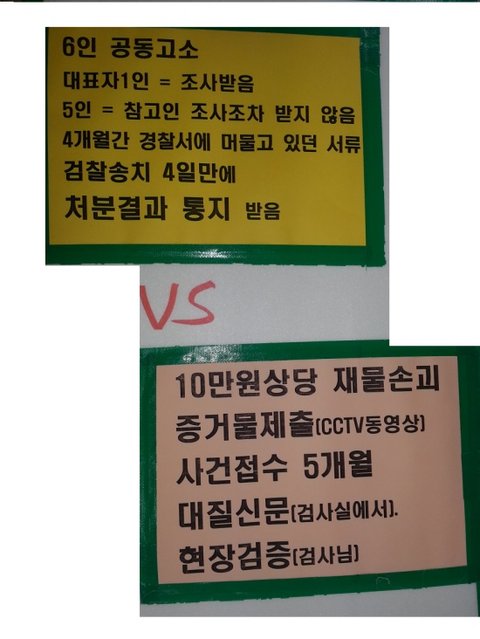 6인 공동고소
대표자1인 = 조사받음
5인 = 참고인 조사조차 받지 않음
4개월간 경찰서에 머물고 있던 서류
검찰송치 4일만에
처분결과 통지 받음
VS
10만원상당 재물손괴
증거물제출(CCTV동영상)
사건접수 5개월
대질신문(검사실에서).
현장검증(검사님)